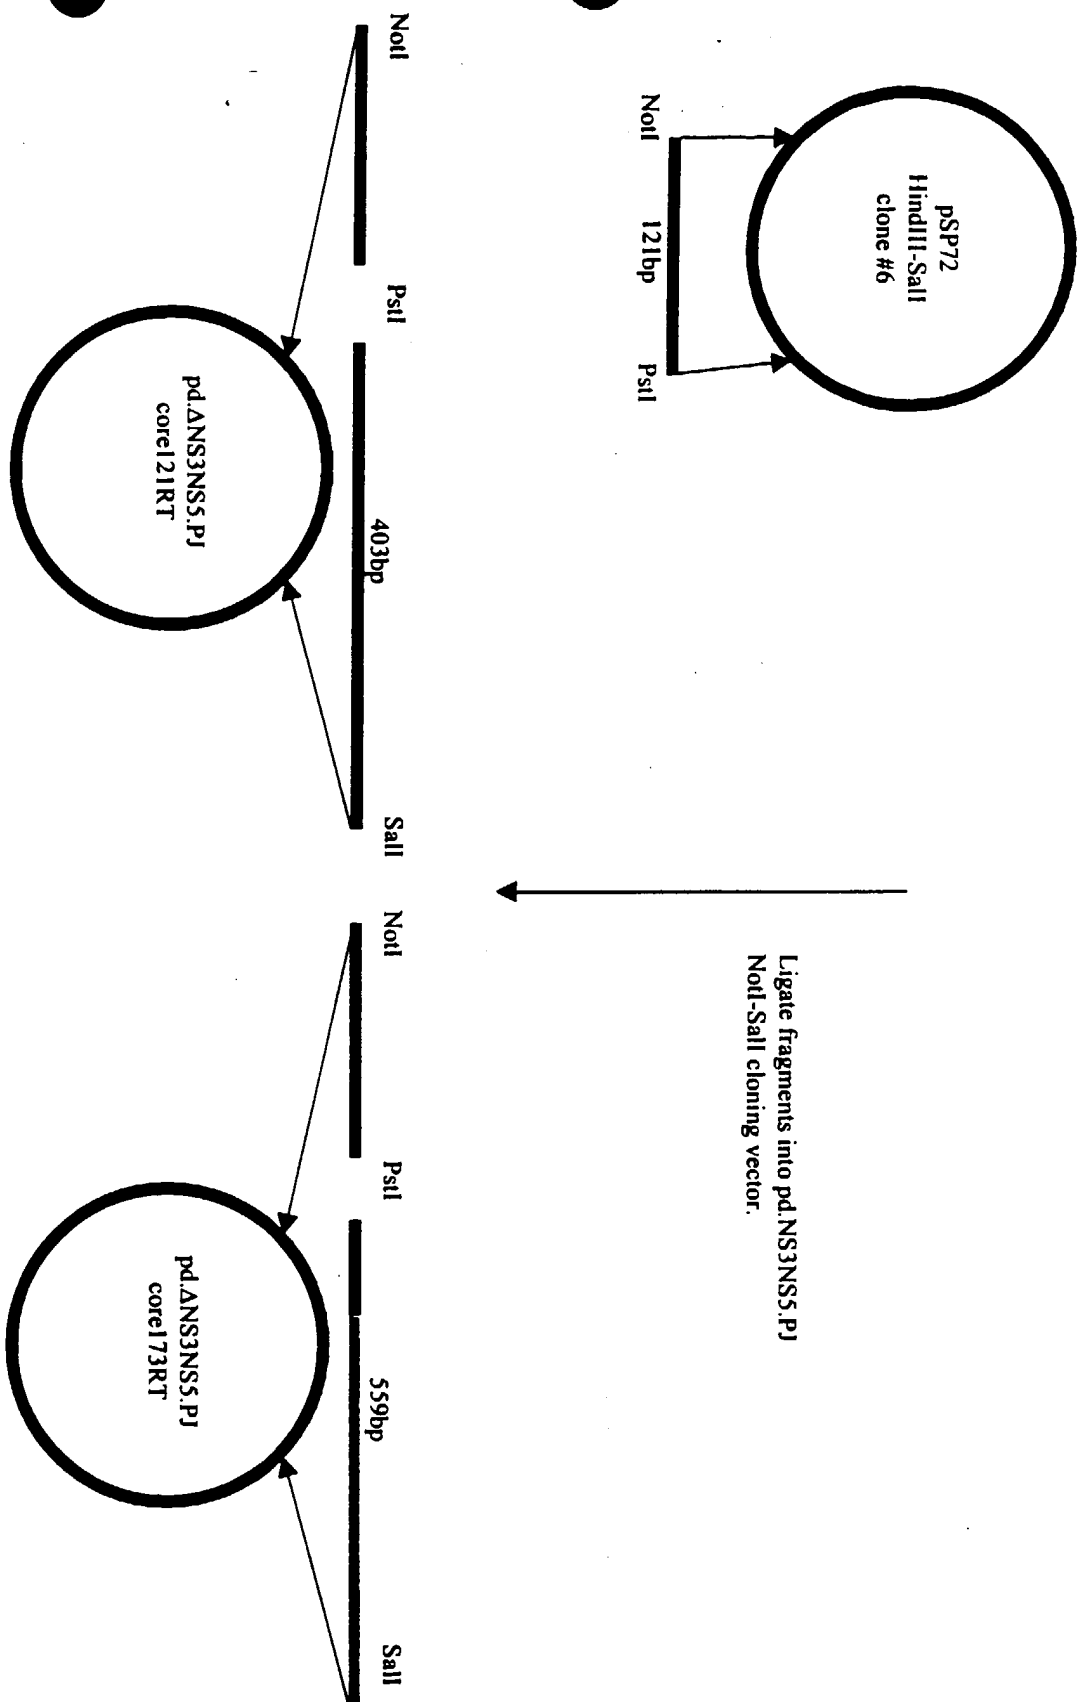 pSP72
HindIII-SalI
clone #6
NotI
121bp
PstI
Ligate fragments into pd.NS3NS5.PJ
NotI-SalI cloning vector.
NotI
PstI
403bp
SalI
pd.ΔNS3NS5.PJ
core121RT
NotI
PstI
559bp
SalI
pd.ΔNS3NS5.PJ
core173RT